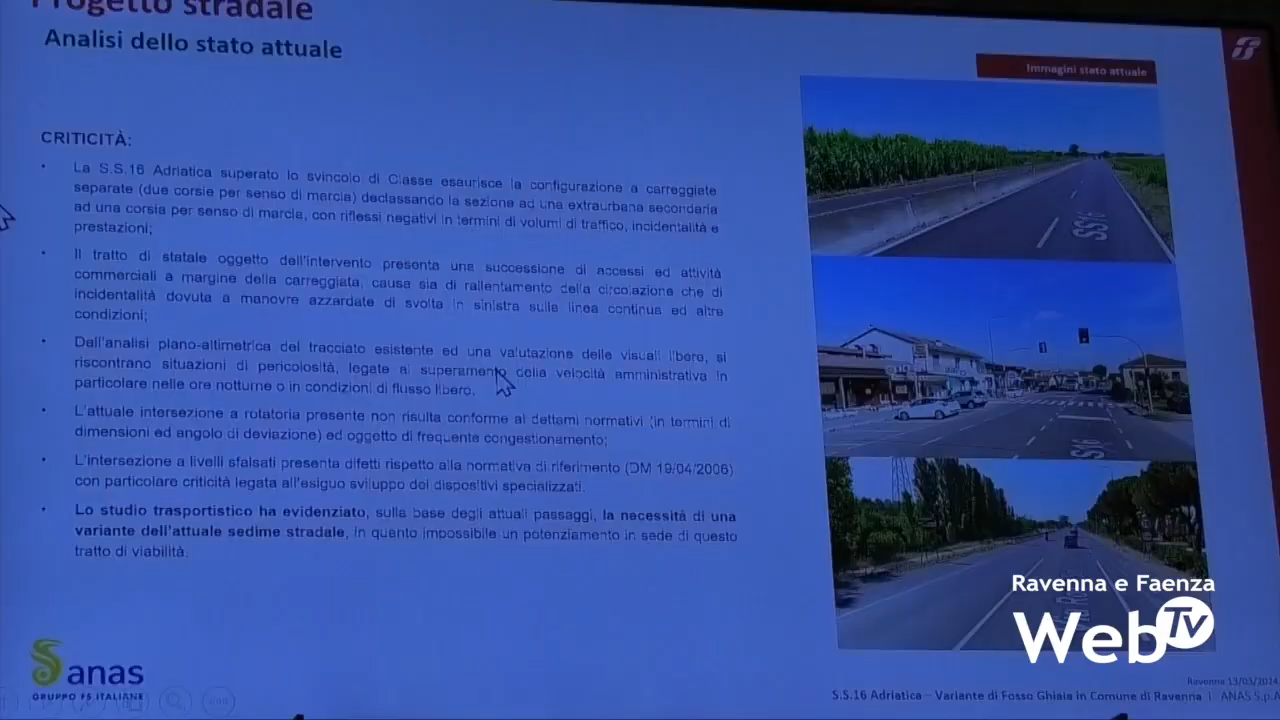 Progetto stradale
Analisi dello stato attuale
Immagini stato attuale
CRITICITÀ:
• La S.S.16 Adriatica superato lo svincolo di Classe esaurisce la configurazione a carreggiate
separate (due corsie per senso di marcia) declassando la sezione ad una extraurbana secondaria
ad una corsia per senso di marcia, con riflessi negativi in termini di volumi di traffico, incidentalità e
prestazioni;
• Il tratto di statale oggetto dell'intervento presenta una successione di accessi ed attività
commerciali a margine della carreggiata, causa sia di rallentamento della circolazione che di
incidentalità dovuta a manovre azzardate di svolta in sinistra sulla linea continua ed altre
condizioni;
• Dall'analisi plano-altimetrica del tracciato esistente ed una valutazione delle visuali libere, si
riscontrano situazioni di pericolosità, legate al superamento della velocità amministrativa in
particolare nelle ore notturne o in condizioni di flusso libero.
• L'attuale intersezione a rotatoria presente non risulta conforme ai dettami normativi (in termini di
dimensioni ed angolo di deviazione) ed oggetto di frequente congestionamento;
• L'intersezione a livelli sfalsati presenta difetti rispetto alla normativa di riferimento (DM 19/04/2006)
con particolare criticità legata all'esiguo sviluppo dei dispositivi specializzati.
• Lo studio trasportistico ha evidenziato, sulla base degli attuali passaggi, la necessità di una
variante dell'attuale sedime stradale, in quanto impossibile un potenziamento in sede di questo
tratto di viabilità.
SS16
S16
Ravenna e Faenza
Web Tv
anas
GRUPPO FS ITALIANE
Ravenna 13/03/2024
S.S.16 Adriatica – Variante di Fosso Ghiaia in Comune di Ravenna | ANAS S.p.A